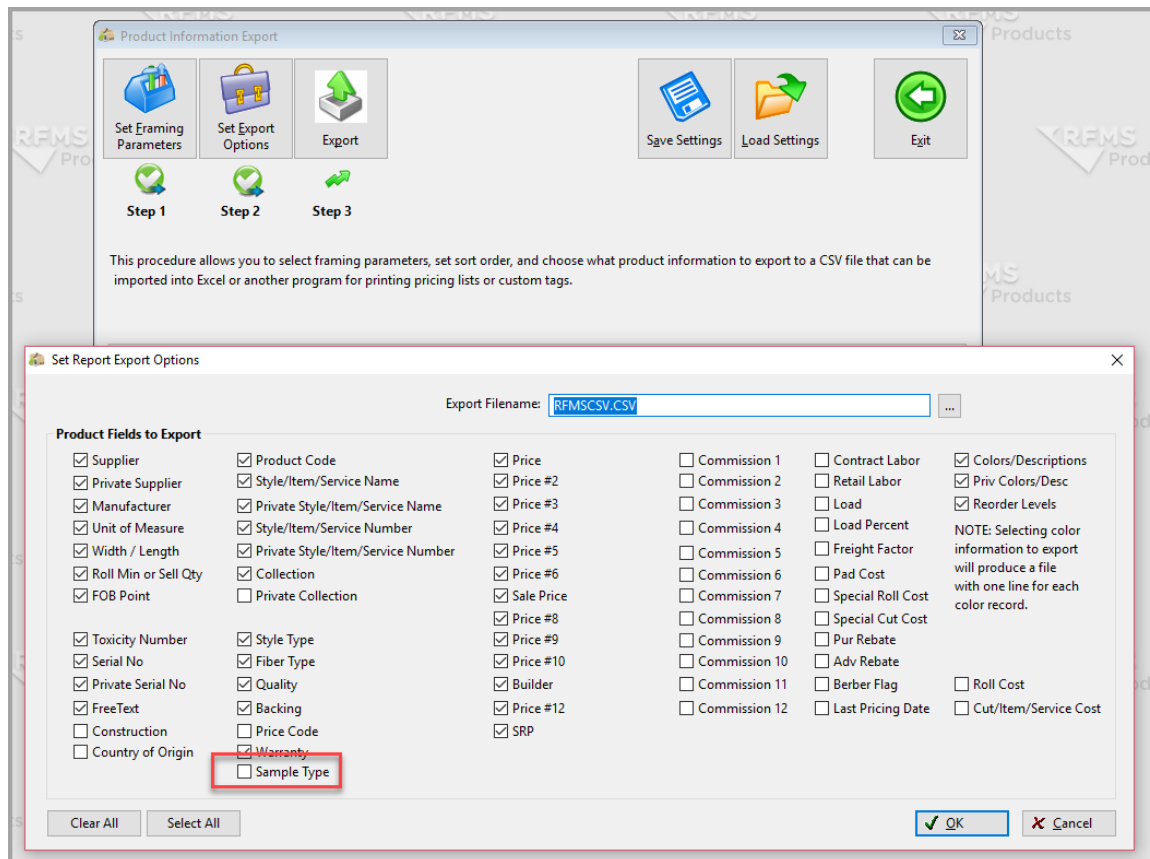 RFMS
Products
Product Information Export
Set Framing Parameters
Set Export Options
Export
Save Settings
Load Settings
Exit
Step 1
Step 2
Step 3
This procedure allows you to select framing parameters, set sort order, and choose what product information to export to a CSV file that can be
imported into Excel or another program for printing pricing lists or custom tags.
Set Report Export Options
Export Filename: RFMSCSV.CSV ...
Product Fields to Export
Supplier
Private Supplier
Manufacturer
Unit of Measure
Width / Length
Roll Min or Sell Qty
FOB Point
Toxicity Number
Serial No
Private Serial No
FreeText
Construction
Country of Origin
Product Code
Style/Item/Service Name
Private Style/Item/Service Name
Style/Item/Service Number
Private Style/Item/Service Number
Collection
Private Collection
Style Type
Fiber Type
Quality
Backing
Price Code
Warranty
Sample Type
Price
Price #2
Price #3
Price #4
Price #5
Price #6
Sale Price
Price #8
Price #9
Price #10
Builder
Price #12
SRP
Commission 1
Commission 2
Commission 3
Commission 4
Commission 5
Commission 6
Commission 7
Commission 8
Commission 9
Commission 10
Commission 11
Commission 12
Contract Labor
Retail Labor
Load
Load Percent
Freight Factor
Pad Cost
Special Roll Cost
Special Cut Cost
Pur Rebate
Adv Rebate
Berber Flag
Last Pricing Date
Colors/Descriptions
Priv Colors/Desc
Reorder Levels
NOTE: Selecting color
information to export
will produce a file
with one line for each
color record.
Roll Cost
Cut/Item/Service Cost
Clear All
Select All
OK
Cancel